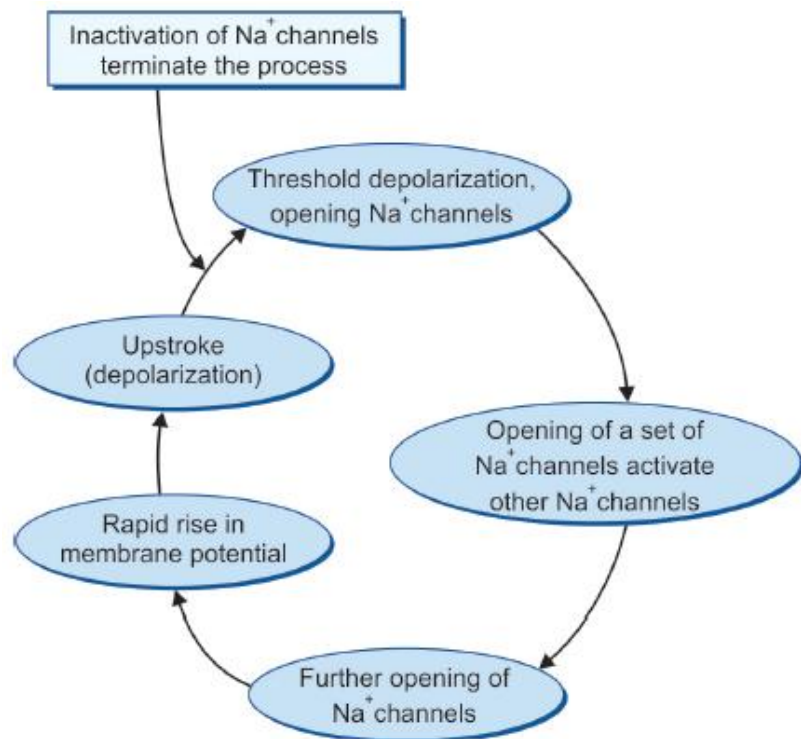 Inactivation of Na⁺channels
terminate the process
Threshold depolarization,
opening Na⁺channels
Opening of a set of
Na⁺channels activate
other Na⁺channels
Further opening of
Na⁺channels
Rapid rise in
membrane potential
Upstroke
(depolarization)